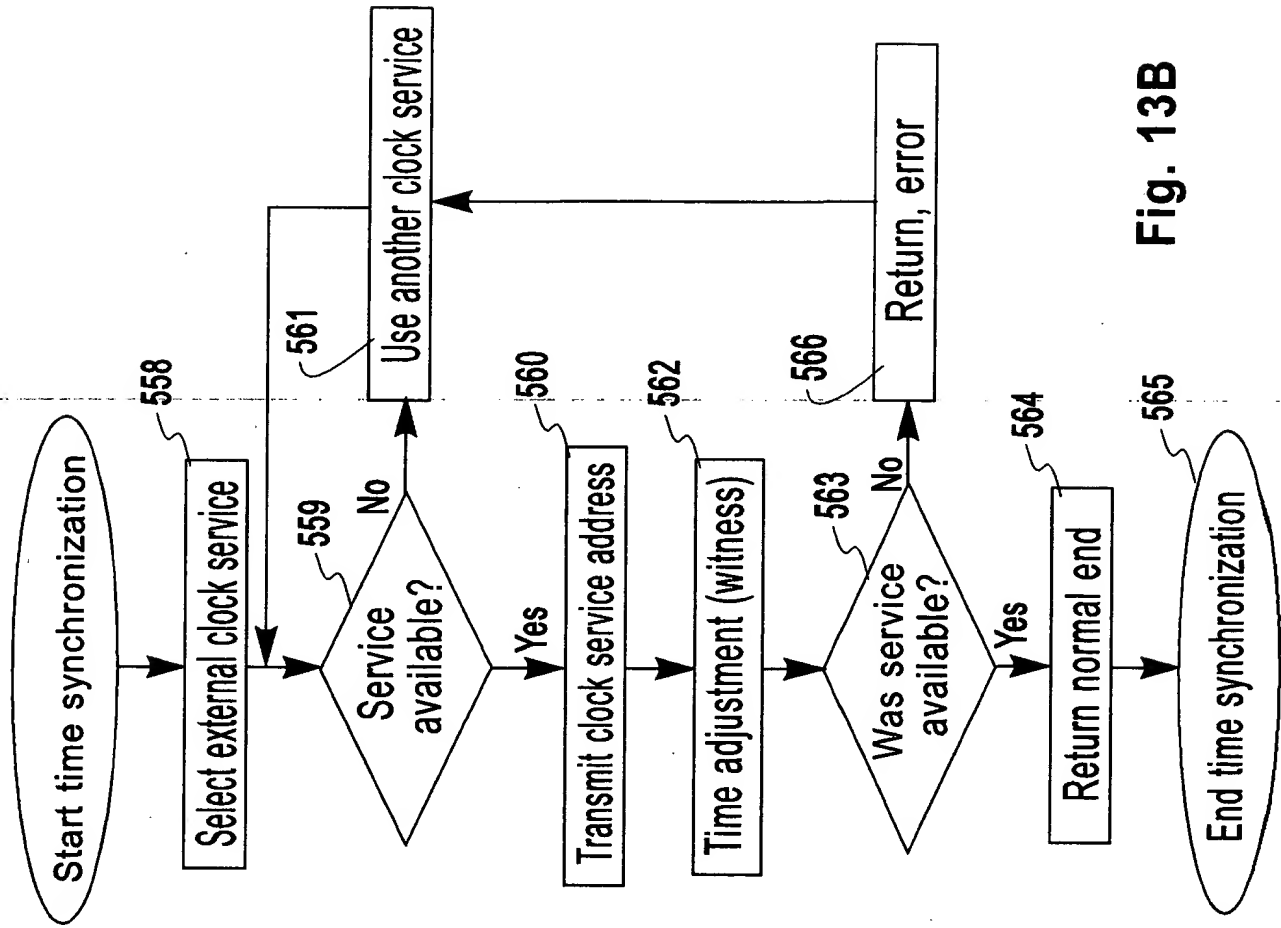 Start time synchronization
558
Select external clock service
561
Use another clock service
559
Service
available?
No
Yes
560
Transmit clock service address
562
Time adjustment (witness)
563
Was service
available?
No
566
Return, error
Yes
564
Return normal end
565
End time synchronization
Fig. 13B